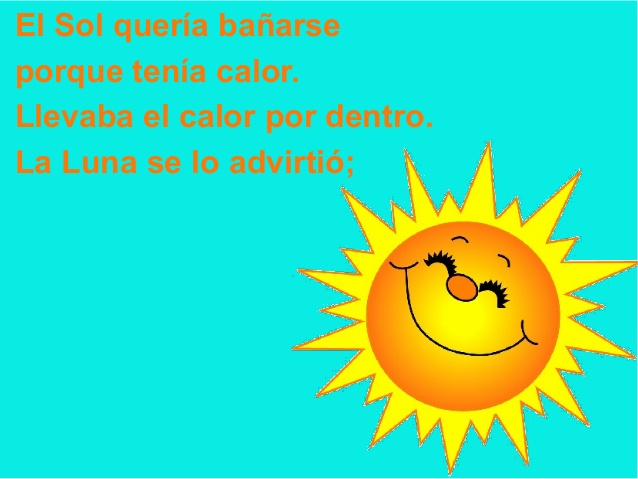 El Sol quería bañarse
porque tenía calor.
Llevaba el calor por dentro.
La Luna se lo advirtió;